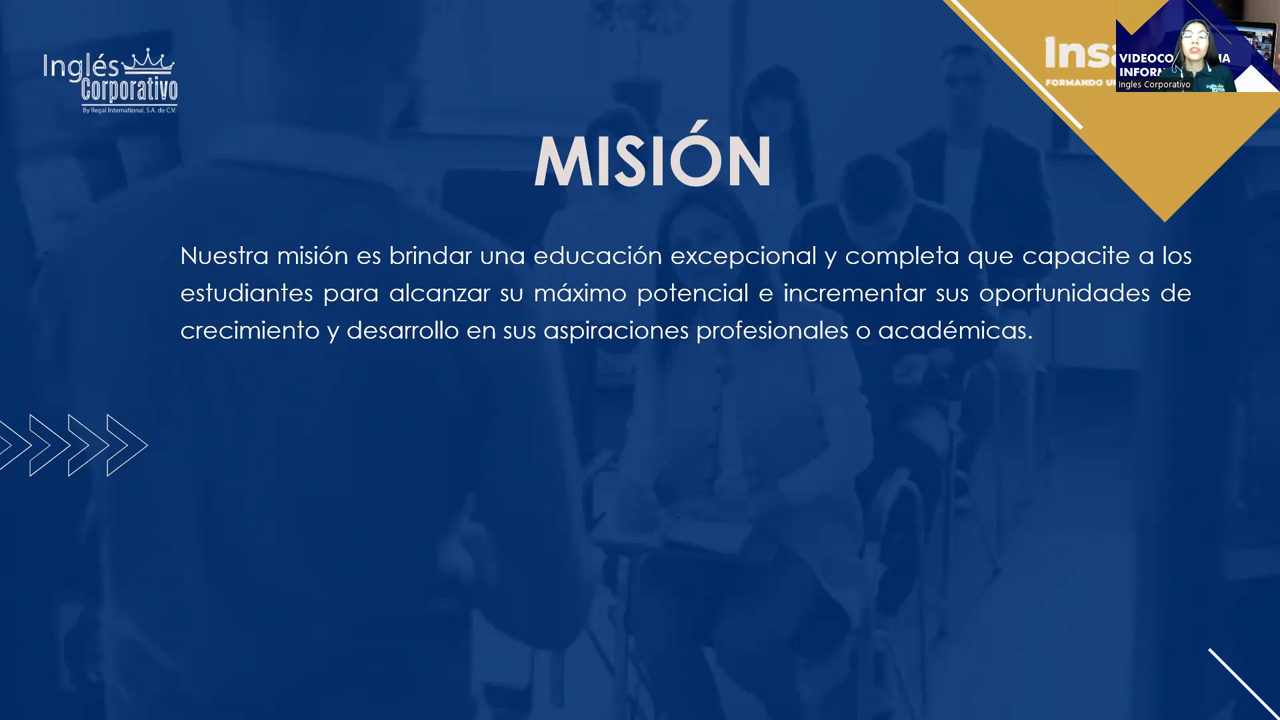 Inglés
Corporativo
By Regal International, S.A. de C.V.
FORMANDO
Ingles Corporativo
MISIÓN
Nuestra misión es brindar una educación excepcional y completa que capacite a los
estudiantes para alcanzar su máximo potencial e incrementar sus oportunidades de
crecimiento y desarrollo en sus aspiraciones profesionales o académicas.